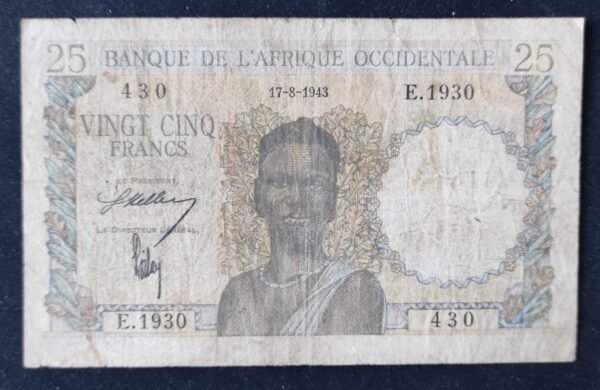 25 BANQUE DE L'AFRIQUE OCCIDENTALE 25
430 17-8-1943 E.1930
VINGT CINQ
FRANCS
LE PRÉSIDENT,
LE DIRECTEUR GÉNÉRAL,
E.1930 430